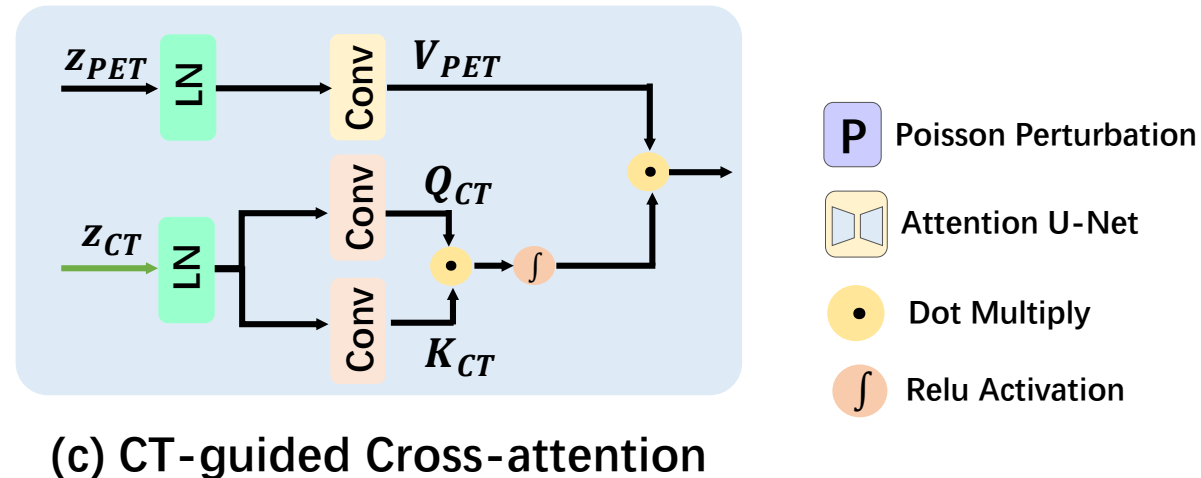 z_PET
LN
Conv
V_PET
z_CT
LN
Conv
Q_CT
ʃ
Conv
K_CT
P Poisson Perturbation
Attention U-Net
Dot Multiply
ʃ Relu Activation
(c) CT-guided Cross-attention